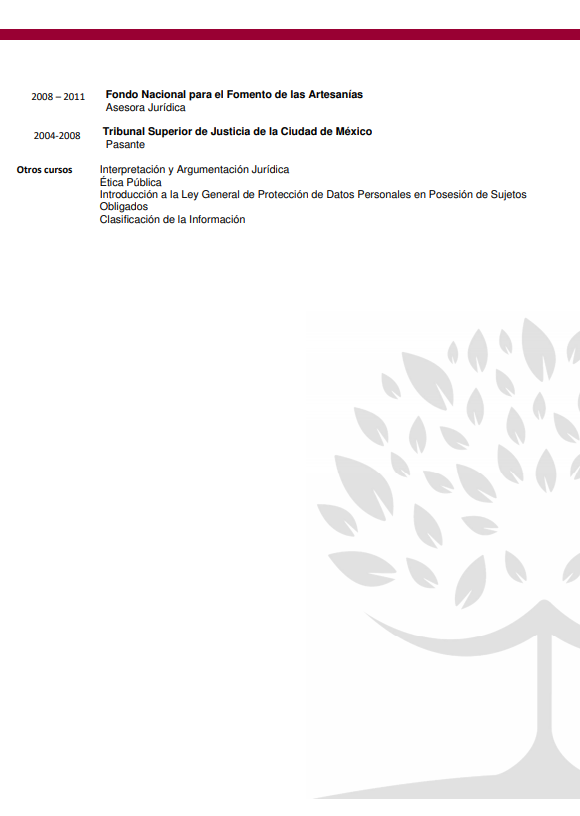 2008 – 2011 Fondo Nacional para el Fomento de las Artesanías
Asesora Jurídica
2004-2008 Tribunal Superior de Justicia de la Ciudad de México
Pasante
Otros cursos Interpretación y Argumentación Jurídica
Ética Pública
Introducción a la Ley General de Protección de Datos Personales en Posesión de Sujetos
Obligados
Clasificación de la Información